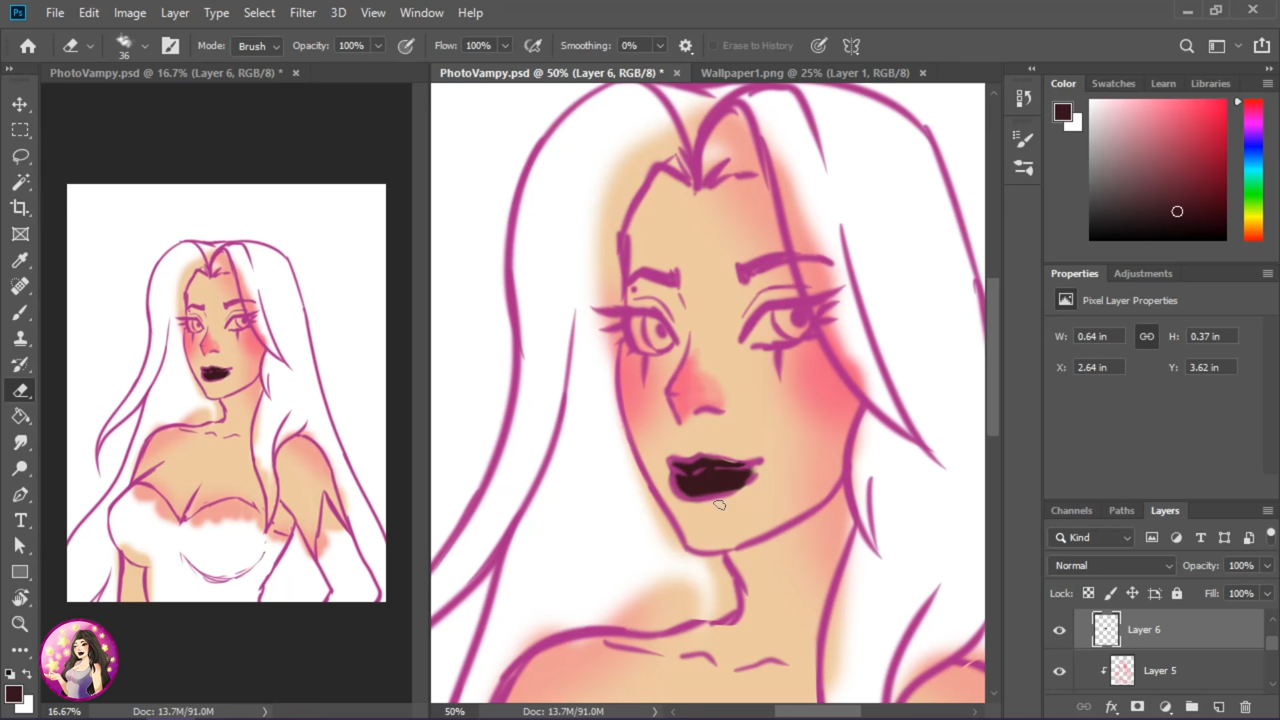 Ps File Edit Image Layer Type Select Filter 3D View Window Help
36 Mode: Brush Opacity: 100% Flow: 100% Smoothing: 0% Erase to History
PhotoVampy.psd @ 16.7% (Layer 6, RGB/8) * PhotoVampy.psd @ 50% (Layer 6, RGB/8) * Wallpaper1.png @ 25% (Layer 1, RGB/8)
Color Swatches Learn Libraries
Properties Adjustments
Pixel Layer Properties
W: 0.64 in H: 0.37 in
X: 2.64 in Y: 3.62 in
Channels Paths Layers
Kind
Normal Opacity: 100%
Lock: Fill: 100%
Layer 6
Layer 5
16.67% Doc: 13.7M/91.0M 50% Doc: 13.7M/91.0M